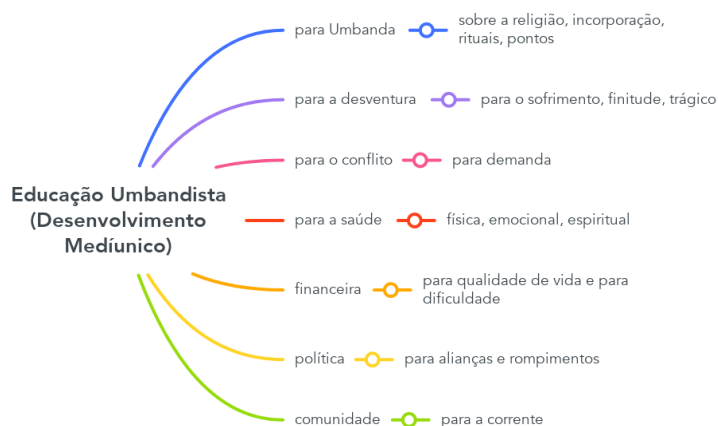 para Umbanda
sobre a religião, incorporação,
rituais, pontos
para a desventura
para o sofrimento, finitude, trágico
para o conflito
para demanda
Educação Umbandista
(Desenvolvimento
Medíunico)
para a saúde
física, emocional, espiritual
financeira
para qualidade de vida e para
dificuldade
política
para alianças e rompimentos
comunidade
para a corrente